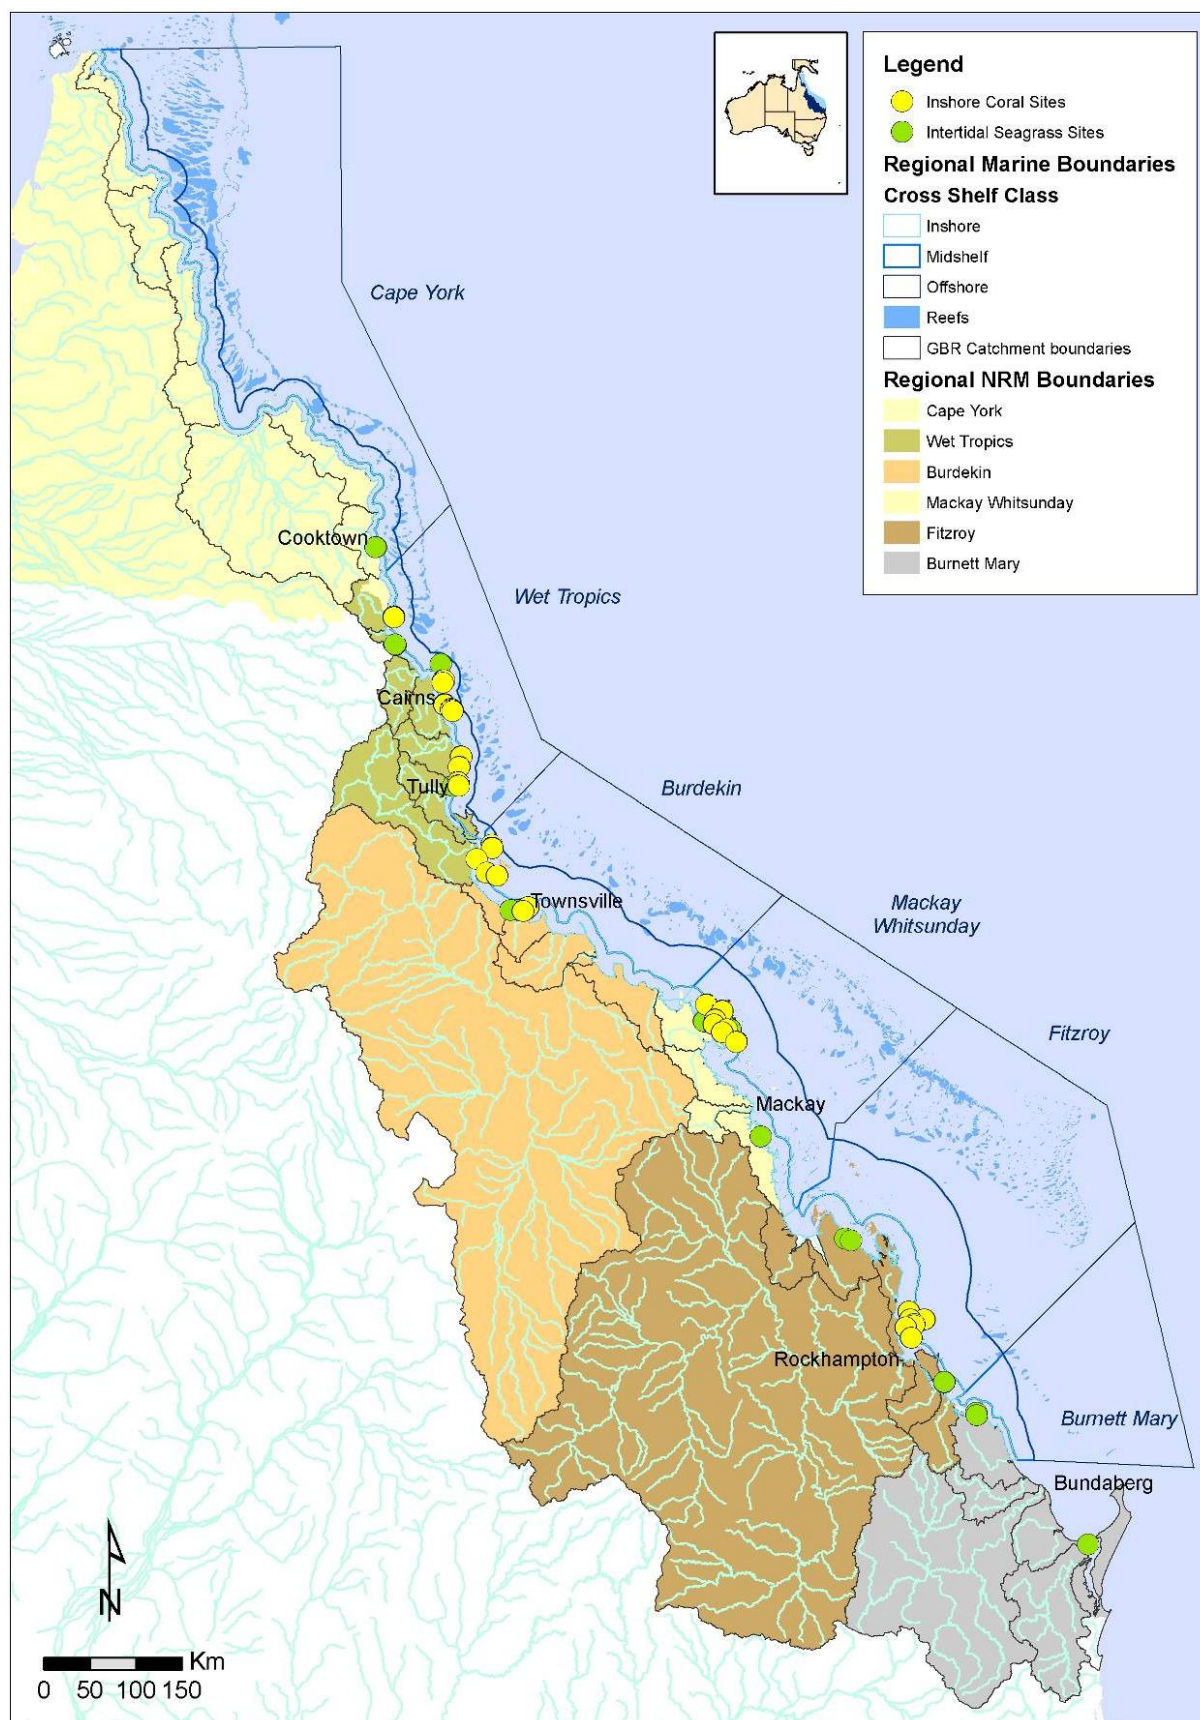 Legend
Inshore Coral Sites
Intertidal Seagrass Sites
Regional Marine Boundaries
Cross Shelf Class
Inshore
Midshelf
Offshore
Reefs
GBR Catchment boundaries
Regional NRM Boundaries
Cape York
Wet Tropics
Burdekin
Mackay Whitsunday
Fitzroy
Burnett Mary
Cape York
Cooktown
Wet Tropics
Cairns
Tully
Burdekin
Townsville
Mackay
Whitsunday
Fitzroy
Mackay
Rockhampton
Burnett Mary
Bundaberg
N
Km
0 50 100 150